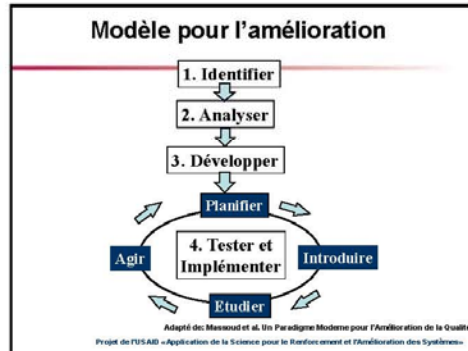 Modèle pour l'amélioration
1. Identifier
2. Analyser
3. Développer
Planifier
4. Tester et
Implémenter
Agir
Introduire
Etudier
Adapté de: Massoud et al. Un Paradigme Moderne pour l'Amélioration de la Qualité
Projet de l'USAID «Application de la Science pour le Renforcement et l'Amélioration des Systèmes»